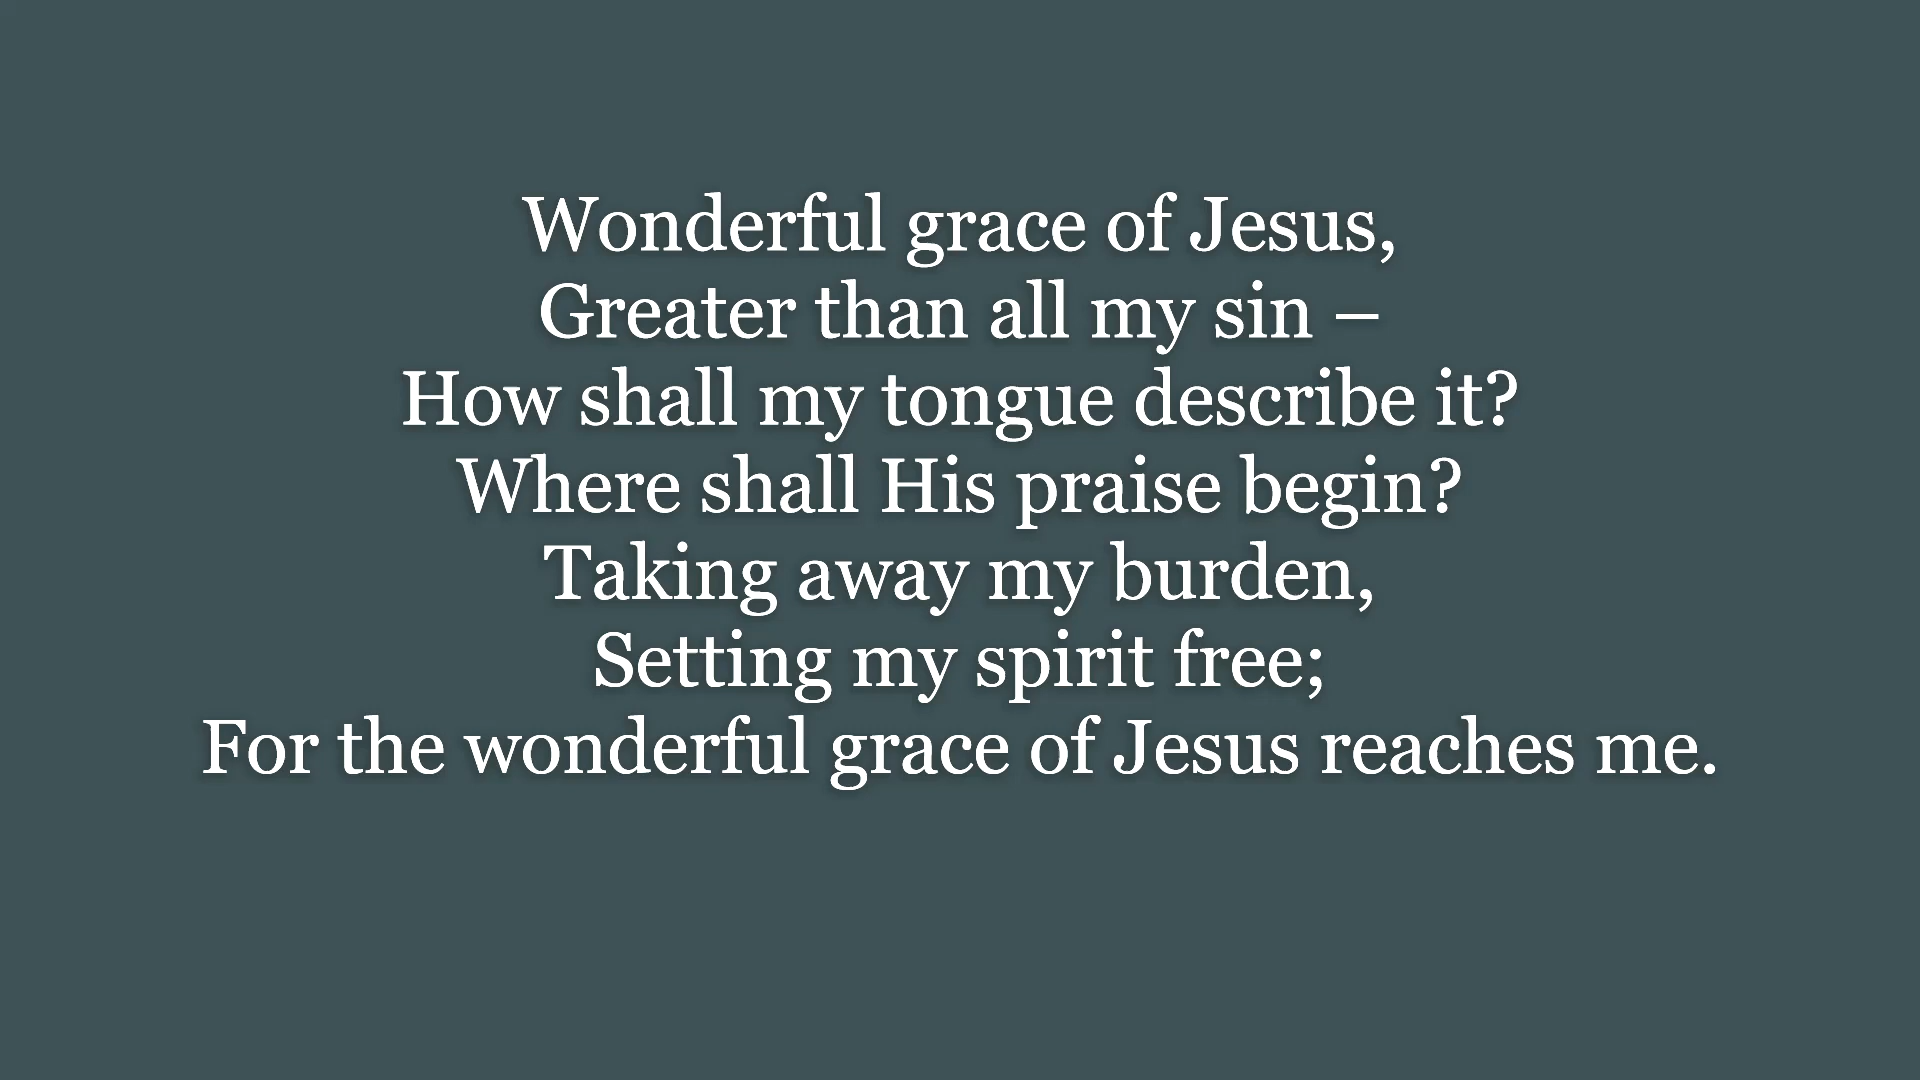 Wonderful grace of Jesus,
Greater than all my sin –
How shall my tongue describe it?
Where shall His praise begin?
Taking away my burden,
Setting my spirit free;
For the wonderful grace of Jesus reaches me.